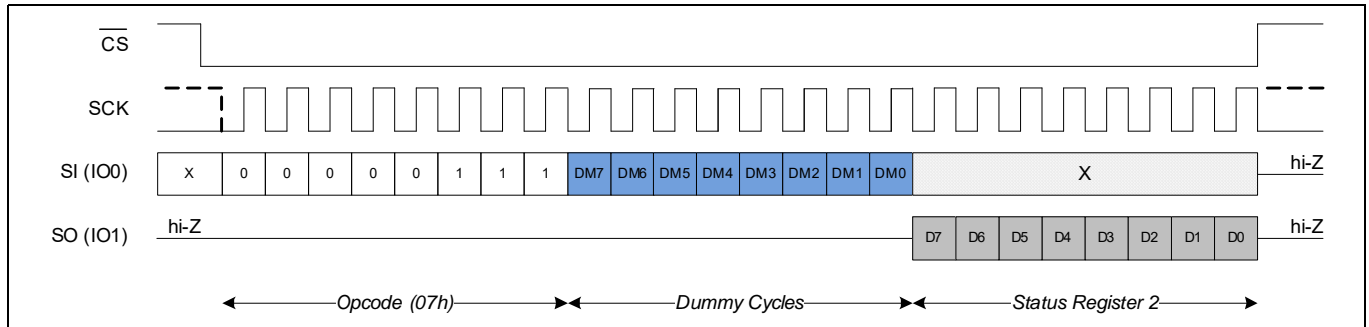 CS
SCK
SI (IO0) X 0 0 0 0 0 1 1 1 DM7 DM6 DM5 DM4 DM3 DM2 DM1 DM0 X hi-Z
SO (IO1) hi-Z D7 D6 D5 D4 D3 D2 D1 D0 hi-Z
Opcode (07h) Dummy Cycles Status Register 2